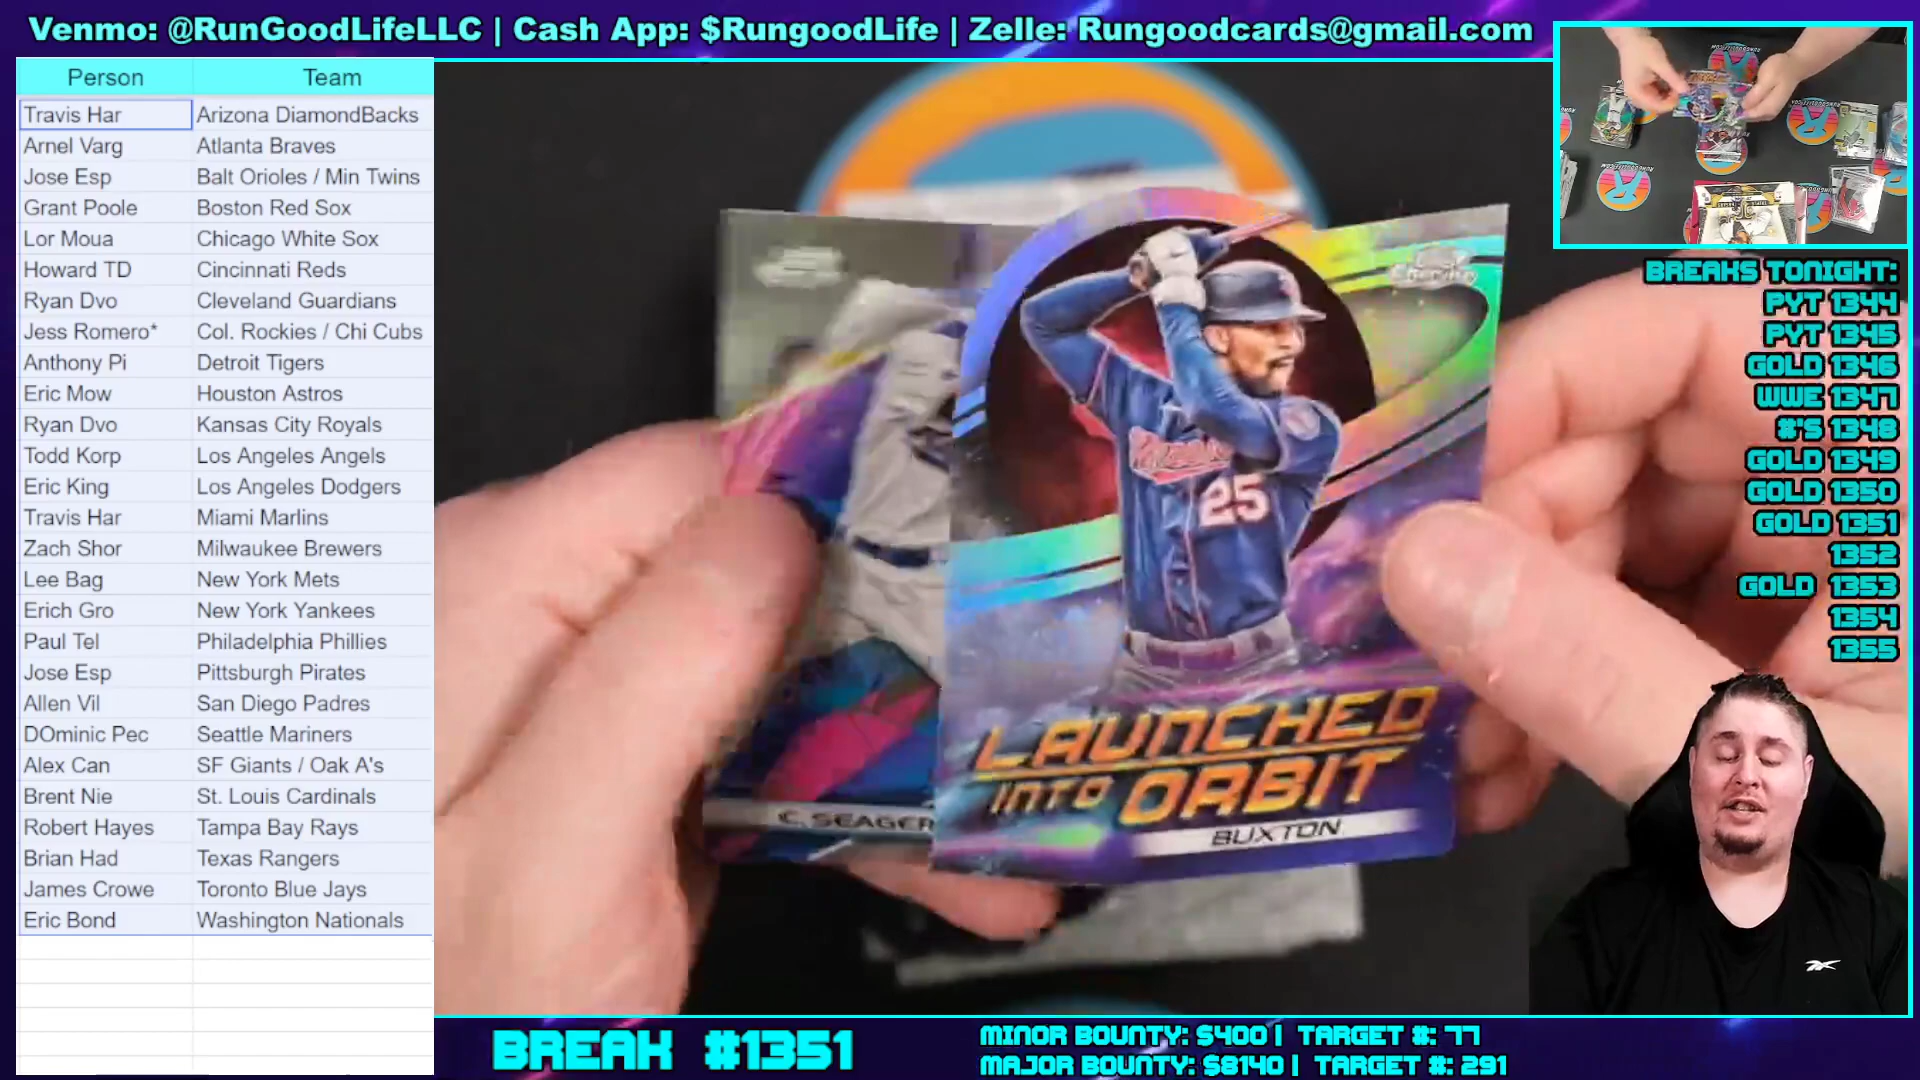 Venmo: @RunGoodLifeLLC | Cash App: $RungoodLife | Zelle: Rungoodcards@gmail.com
Person Team
Travis Har Arizona DiamondBacks
Arnel Varg Atlanta Braves
Jose Esp Balt Orioles / Min Twins
Grant Poole Boston Red Sox
Lor Moua Chicago White Sox
Howard TD Cincinnati Reds
Ryan Dvo Cleveland Guardians
Jess Romero* Col. Rockies / Chi Cubs
Anthony Pi Detroit Tigers
Eric Mow Houston Astros
Ryan Dvo Kansas City Royals
Todd Korp Los Angeles Angels
Eric King Los Angeles Dodgers
Travis Har Miami Marlins
Zach Shor Milwaukee Brewers
Lee Bag New York Mets
Erich Gro New York Yankees
Paul Tel Philadelphia Phillies
Jose Esp Pittsburgh Pirates
Allen Vil San Diego Padres
DOminic Pec Seattle Mariners
Alex Can SF Giants / Oak A's
Brent Nie St. Louis Cardinals
Robert Hayes Tampa Bay Rays
Brian Had Texas Rangers
James Crowe Toronto Blue Jays
Eric Bond Washington Nationals
25
LAUNCHED
INTO ORBIT
BUXTON
C. SEAGER
BREAKS TONIGHT:
PYT 1344
PYT 1345
GOLD 1346
WWE 1347
#'S 1348
GOLD 1349
GOLD 1350
GOLD 1351
1352
GOLD 1353
1354
1355
BREAK #1351
MINOR BOUNTY: $400 | TARGET #: 77
MAJOR BOUNTY: $8140 | TARGET #: 291